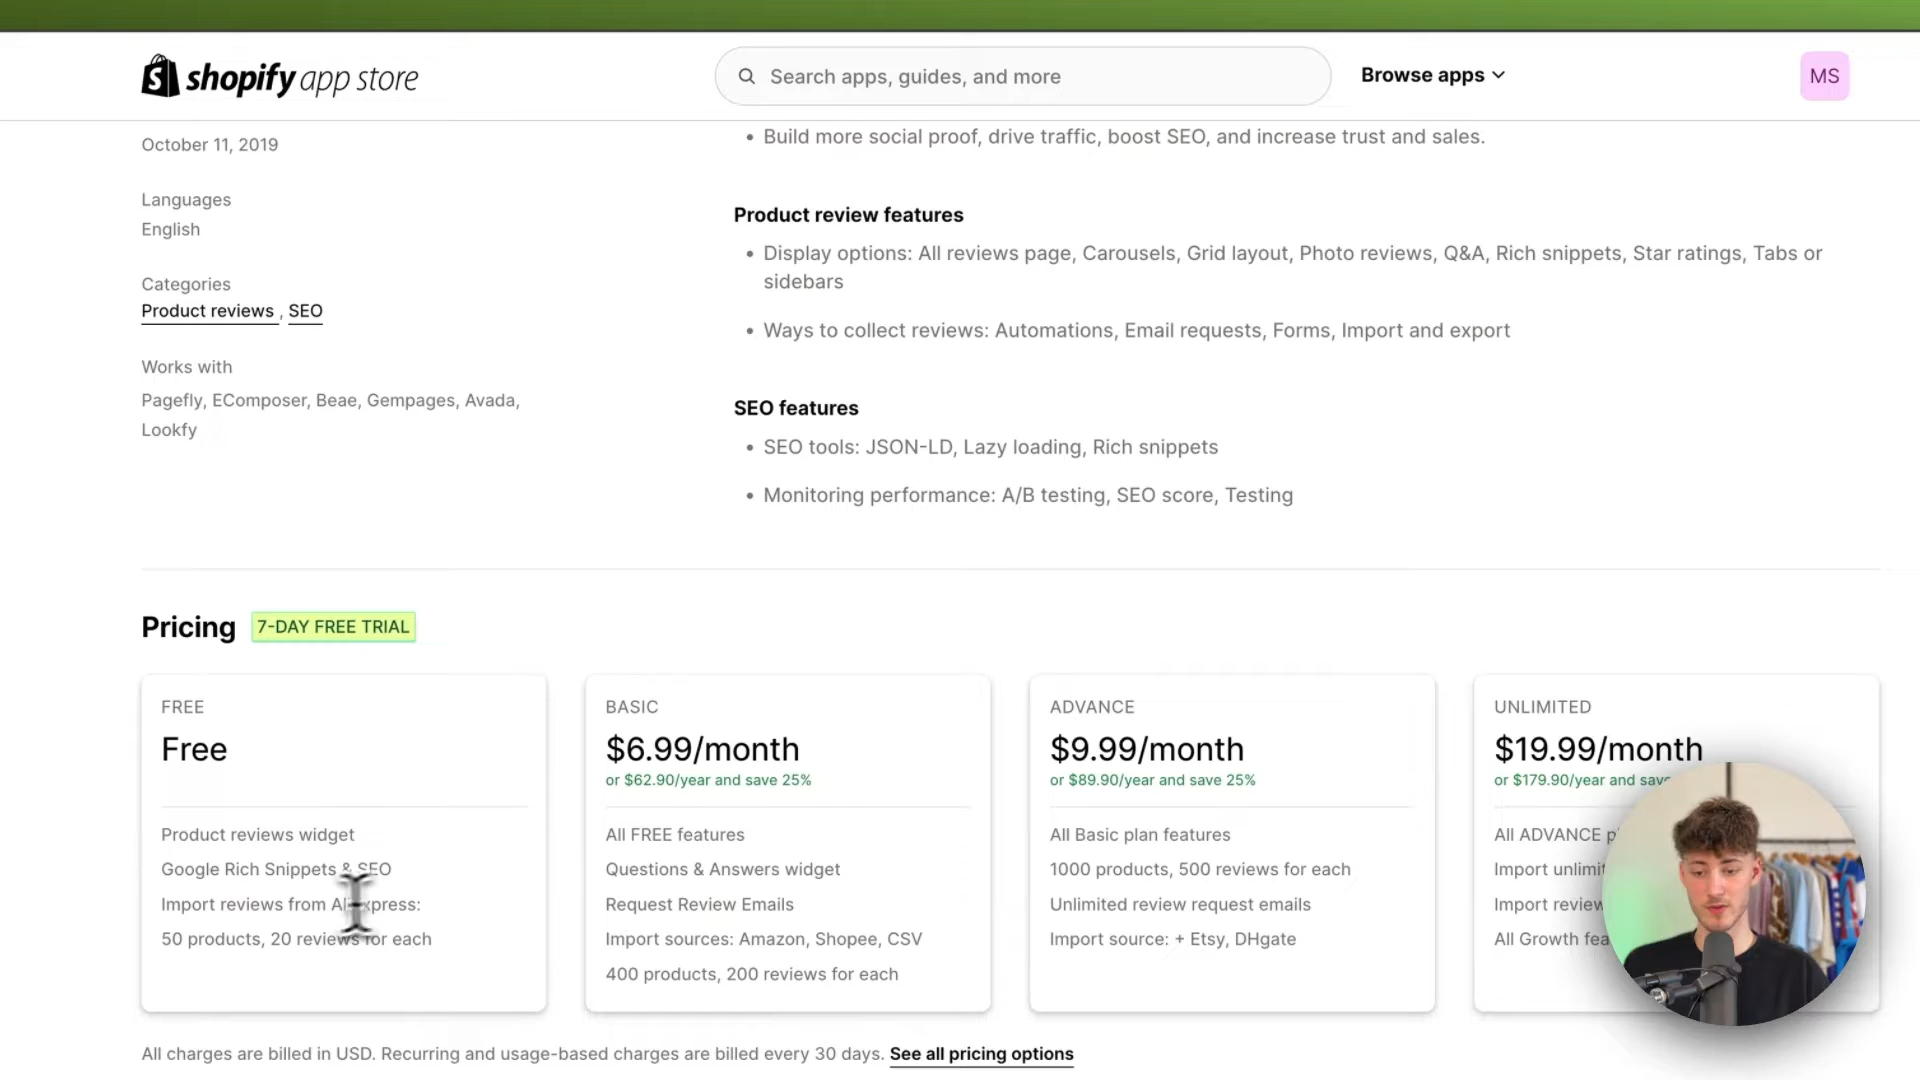 shopify app store
Search apps, guides, and more
Browse apps
MS
October 11, 2019
Languages
English
Categories
Product reviews , SEO
Works with
Pagefly, EComposer, Beae, Gempages, Avada,
Lookfy
• Build more social proof, drive traffic, boost SEO, and increase trust and sales.
Product review features
• Display options: All reviews page, Carousels, Grid layout, Photo reviews, Q&A, Rich snippets, Star ratings, Tabs or
sidebars
• Ways to collect reviews: Automations, Email requests, Forms, Import and export
SEO features
• SEO tools: JSON-LD, Lazy loading, Rich snippets
• Monitoring performance: A/B testing, SEO score, Testing
Pricing 7-DAY FREE TRIAL
FREE
Free
Product reviews widget
Google Rich Snippets & SEO
Import reviews from AliExpress:
50 products, 20 reviews for each
BASIC
$6.99/month
or $62.90/year and save 25%
All FREE features
Questions & Answers widget
Request Review Emails
Import sources: Amazon, Shopee, CSV
400 products, 200 reviews for each
ADVANCE
$9.99/month
or $89.90/year and save 25%
All Basic plan features
1000 products, 500 reviews for each
Unlimited review request emails
Import source: + Etsy, DHgate
UNLIMITED
$19.99/month
or $179.90/year and save
All ADVANCE
Import
Import
All Growth
All charges are billed in USD. Recurring and usage-based charges are billed every 30 days. See all pricing options